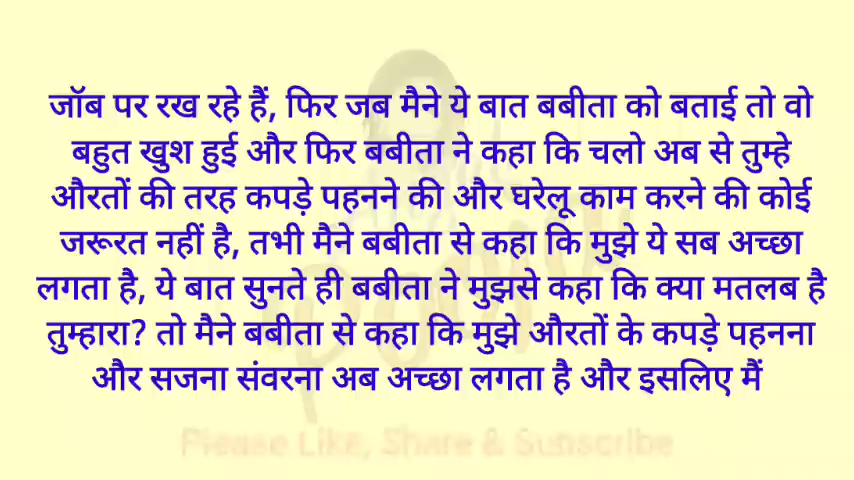 जॉब पर रख रहे हैं, फिर जब मैने ये बात बबीता को बताई तो वो
बहुत खुश हुई और फिर बबीता ने कहा कि चलो अब से तुम्हे
औरतों की तरह कपड़े पहनने की और घरेलू काम करने की कोई
जरूरत नहीं है, तभी मैने बबीता से कहा कि मुझे ये सब अच्छा
लगता है, ये बात सुनते ही बबीता ने मुझसे कहा कि क्या मतलब है
तुम्हारा? तो मैने बबीता से कहा कि मुझे औरतों के कपड़े पहनना
और सजना संवरना अब अच्छा लगता है और इसलिए मैं
Please Like, Share & Subscribe